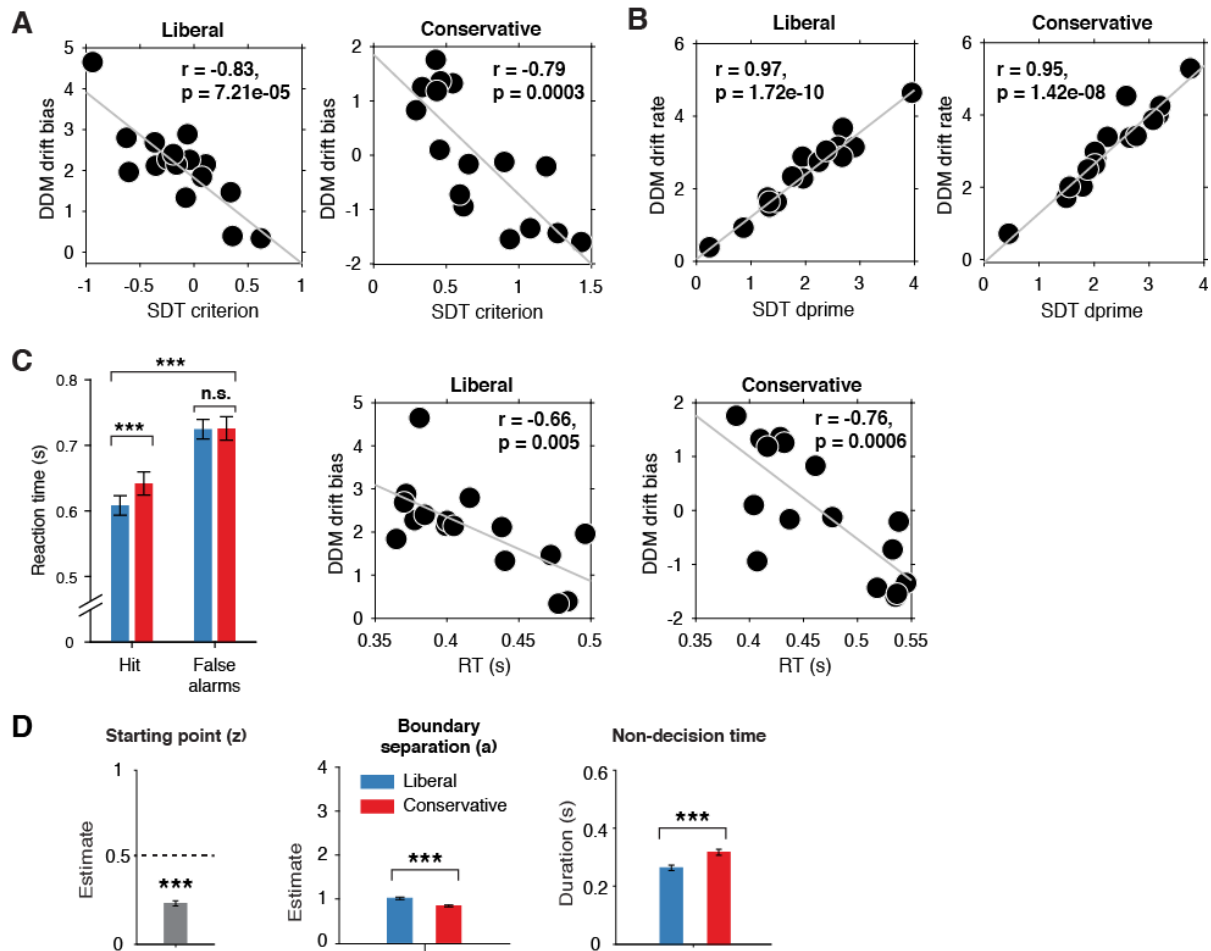 A
Liberal
r = -0.83,
p = 7.21e-05
DDM drift bias
5
4
3
2
1
0
-1
-0.5
0
0.5
1
SDT criterion
Conservative
r = -0.79
p = 0.0003
DDM drift bias
2
1
0
-1
-2
0
0.5
1
1.5
SDT criterion
B
Liberal
r = 0.97,
p = 1.72e-10
DDM drift rate
6
4
2
0
0
1
2
3
4
SDT dprime
Conservative
r = 0.95,
p = 1.42e-08
DDM drift rate
6
4
2
0
0
1
2
3
4
SDT dprime
C
Reaction time (s)
0.8
0.7
0.6
0.5
0
***
***
n.s.
Hit
False
alarms
Liberal
r = -0.66,
p = 0.005
DDM drift bias
5
4
3
2
1
0
0.35
0.4
0.45
0.5
RT (s)
Conservative
r = -0.76,
p = 0.0006
DDM drift bias
2
1
0
-1
-2
0.35
0.4
0.45
0.5
0.55
RT (s)
D
Starting point (z)
Estimate
1
0.5
0
***
Boundary
separation (a)
Estimate
4
3
2
1
0
Liberal
Conservative
***
Non-decision time
Duration (s)
0.6
0.4
0.2
0
***